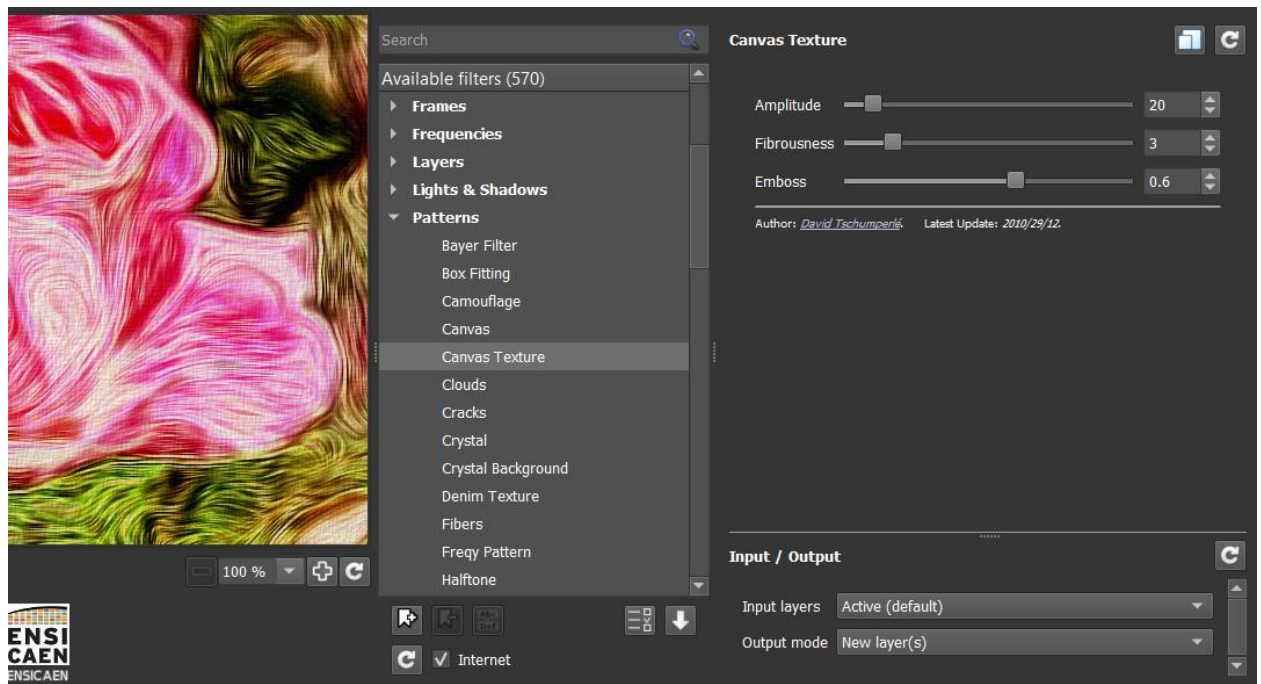 Search
Available filters (570)
Frames
Frequencies
Layers
Lights & Shadows
Patterns
Bayer Filter
Box Fitting
Camouflage
Canvas
Canvas Texture
Clouds
Cracks
Crystal
Crystal Background
Denim Texture
Fibers
Freqy Pattern
Halftone
Internet
100 %
ENSI
CAEN
ENSICAEN
Canvas Texture
Amplitude 20
Fibrousness 3
Emboss 0.6
Author: David Tschumperlé. Latest Update: 2010/29/12.
Input / Output
Input layers Active (default)
Output mode New layer(s)